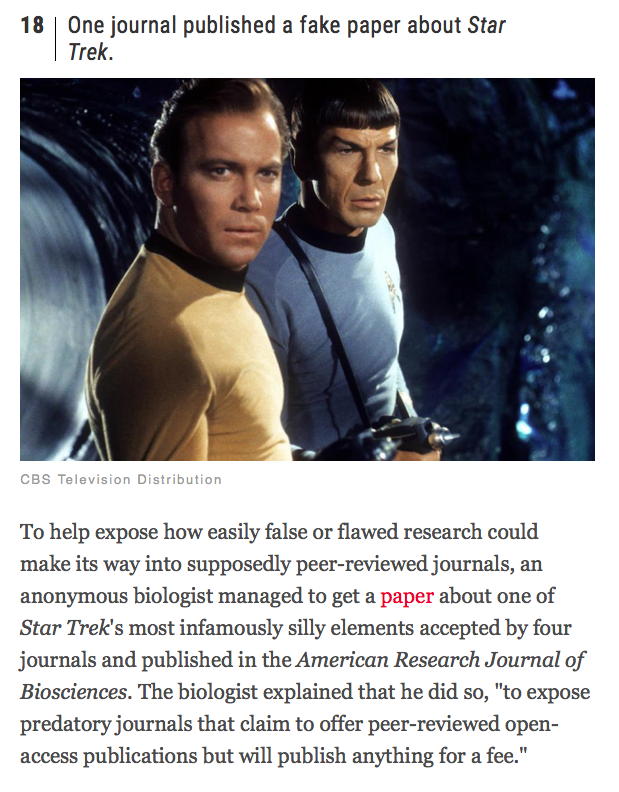 18 One journal published a fake paper about Star
Trek.
CBS Television Distribution
To help expose how easily false or flawed research could
make its way into supposedly peer-reviewed journals, an
anonymous biologist managed to get a paper about one of
Star Trek's most infamously silly elements accepted by four
journals and published in the American Research Journal of
Biosciences. The biologist explained that he did so, "to expose
predatory journals that claim to offer peer-reviewed open-
access publications but will publish anything for a fee."